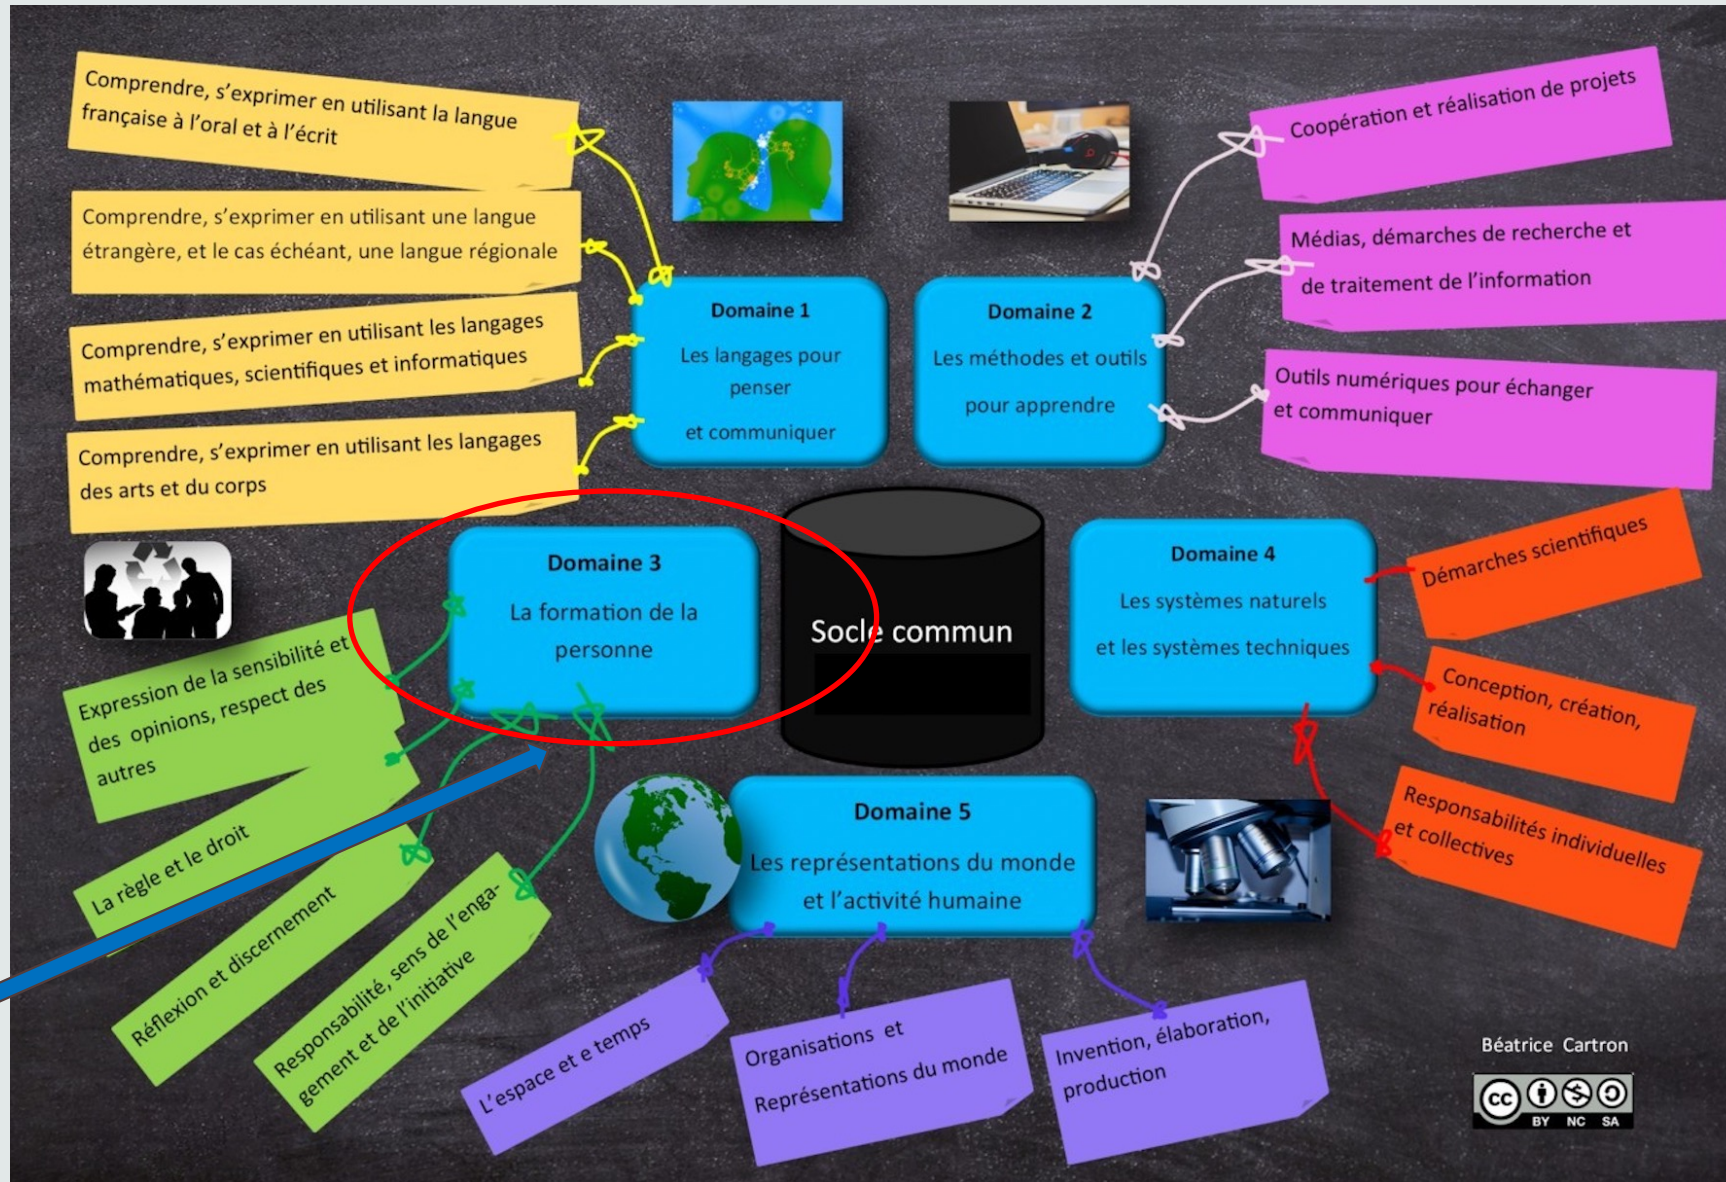 Comprendre, s'exprimer en utilisant la langue
française à l'oral et à l'écrit
Comprendre, s'exprimer en utilisant une langue
étrangère, et le cas échéant, une langue régionale
Comprendre, s'exprimer en utilisant les langages
mathématiques, scientifiques et informatiques
Comprendre, s'exprimer en utilisant les langages
des arts et du corps
Domaine 1
Les langages pour
penser
et communiquer
Domaine 2
Les méthodes et outils
pour apprendre
Coopération et réalisation de projets
Médias, démarches de recherche et
de traitement de l'information
Outils numériques pour échanger
et communiquer
Domaine 3
La formation de la
personne
Socle commun
Domaine 4
Les systèmes naturels
et les systèmes techniques
Démarches scientifiques
Conception, création,
réalisation
Responsabilités individuelles
et collectives
Expression de la sensibilité et
des opinions, respect des
autres
La règle et le droit
Réflexion et discernement
Responsabilité, sens de l'enga-
gement et de l'initiative
Domaine 5
Les représentations du monde
et l'activité humaine
L'espace et e temps
Organisations et
Représentations du monde
Invention, élaboration,
production
Béatrice Cartron
cc
BY NC SA